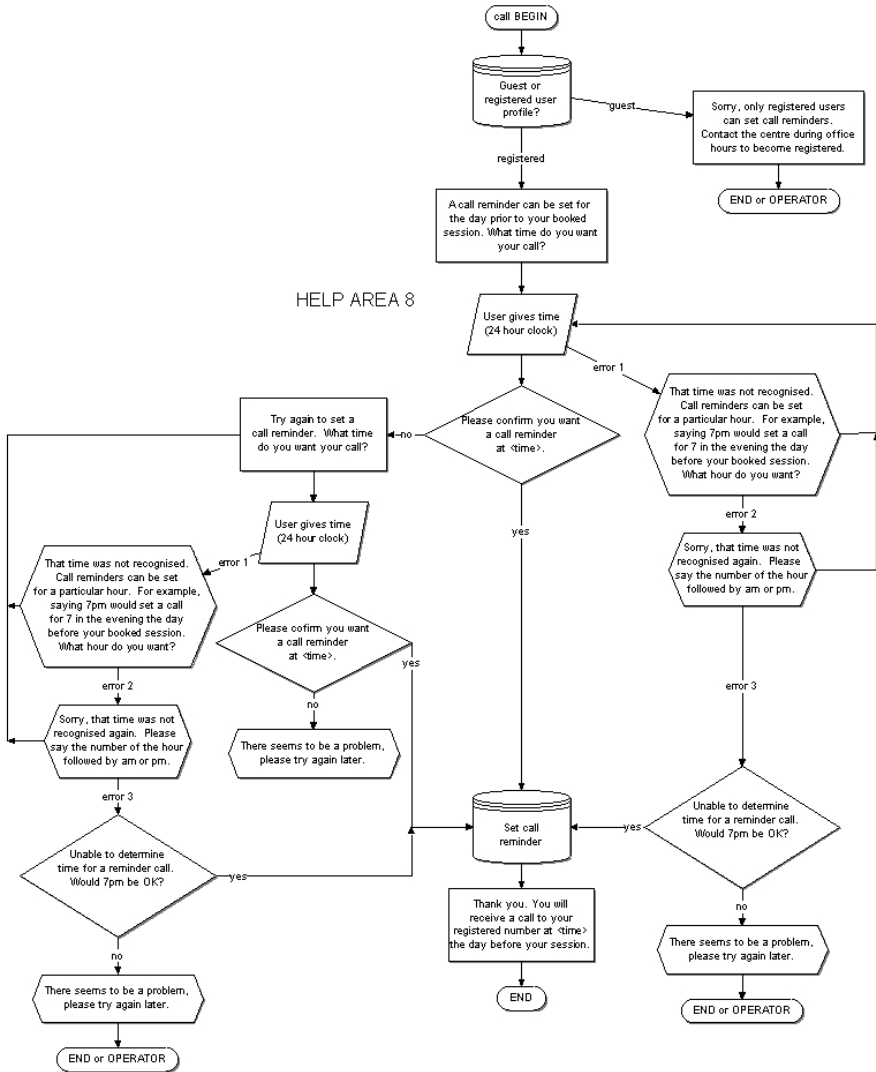 call BEGIN
Guest or
registered user
profile?
guest
Sorry, only registered users
can set call reminders.
Contact the centre during office
hours to become registered.
END or OPERATOR
registered
A call reminder can be set for
the day prior to your booked
session. What time do you want
your call?
HELP AREA 8
User gives time
(24 hour clock)
error 1
That time was not recognised.
Call reminders can be set
for a particular hour. For example,
saying 7pm would set a call
for 7 in the evening the day
before your booked session.
What hour do you want?
Please confirm you want
a call reminder
at <time>.
no
Try again to set a
call reminder. What time
do you want your call?
yes
error 2
Sorry, that time was not
recognised again. Please
say the number of the hour
followed by am or pm.
User gives time
(24 hour clock)
error 1
That time was not recognised.
Call reminders can be set
for a particular hour. For example,
saying 7pm would set a call
for 7 in the evening the day
before your booked session.
What hour do you want?
Please cofirm you want
a call reminder
at <time>.
yes
no
There seems to be a problem,
please try again later.
error 2
Sorry, that time was not
recognised again. Please
say the number of the hour
followed by am or pm.
error 3
Unable to determine
time for a reminder call.
Would 7pm be OK?
yes
no
There seems to be a problem,
please try again later.
END or OPERATOR
error 3
Unable to determine
time for a reminder call.
Would 7pm be OK?
yes
no
There seems to be a problem,
please try again later.
END or OPERATOR
Set call
reminder
Thank you. You will
receive a call to your
registered number at <time>
the day before your session.
END